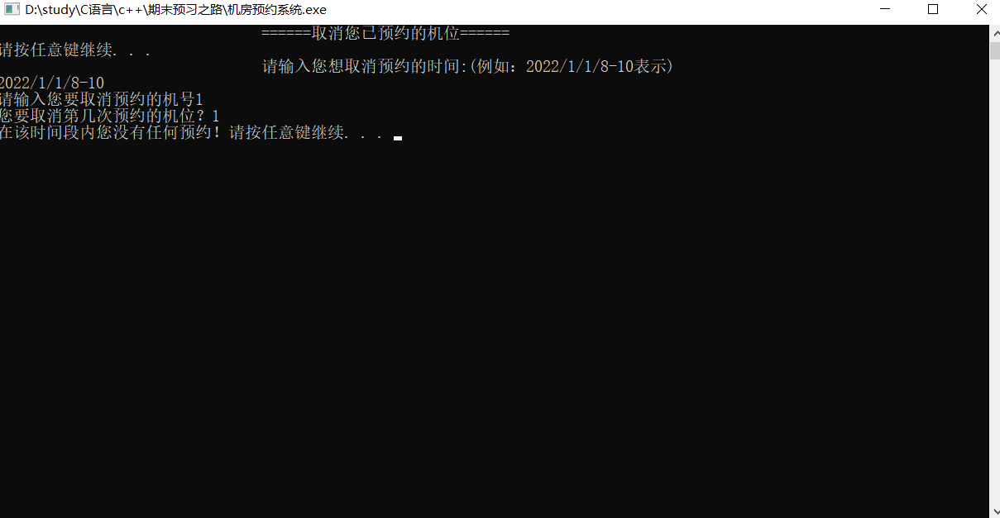 D:\study\C语言\c++\期末预习之路\机房预约系统.exe
======取消您已预约的机位======
请按任意键继续. . .
请输入您想取消预约的时间:(例如：2022/1/1/8-10表示)
2022/1/1/8-10
请输入您要取消预约的机号1
您要取消第几次预约的机位？1
在该时间段内您没有任何预约！请按任意键继续. . .